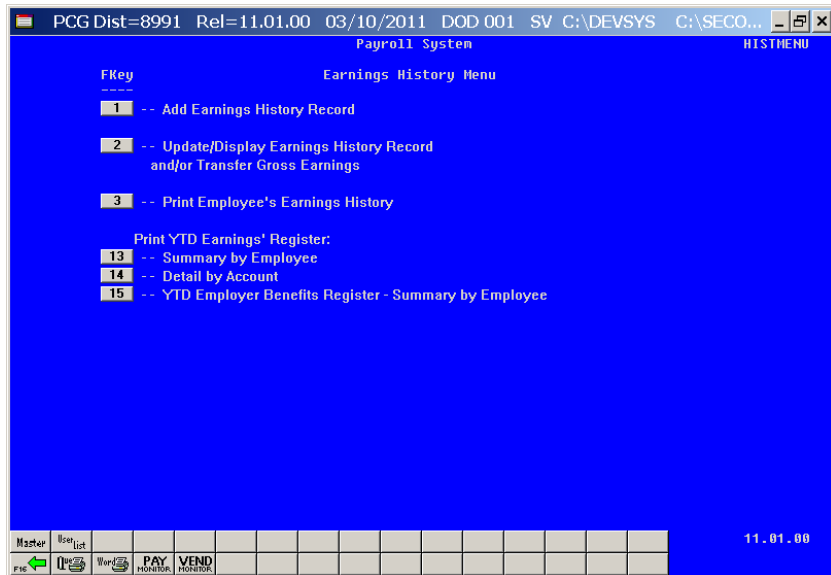 PCG Dist=8991 Rel=11.01.00 03/10/2011 DOD 001 SV C:\DEVSYS C:\SECO...
Payroll System HISTMENU
FKey Earnings History Menu
----
1 -- Add Earnings History Record
2 -- Update/Display Earnings History Record
and/or Transfer Gross Earnings
3 -- Print Employee's Earnings History
Print YTD Earnings' Register:
13 -- Summary by Employee
14 -- Detail by Account
15 -- YTD Employer Benefits Register - Summary by Employee
Master User list 11.01.00
F16 Que Word PAY MONITOR VEND MONITOR